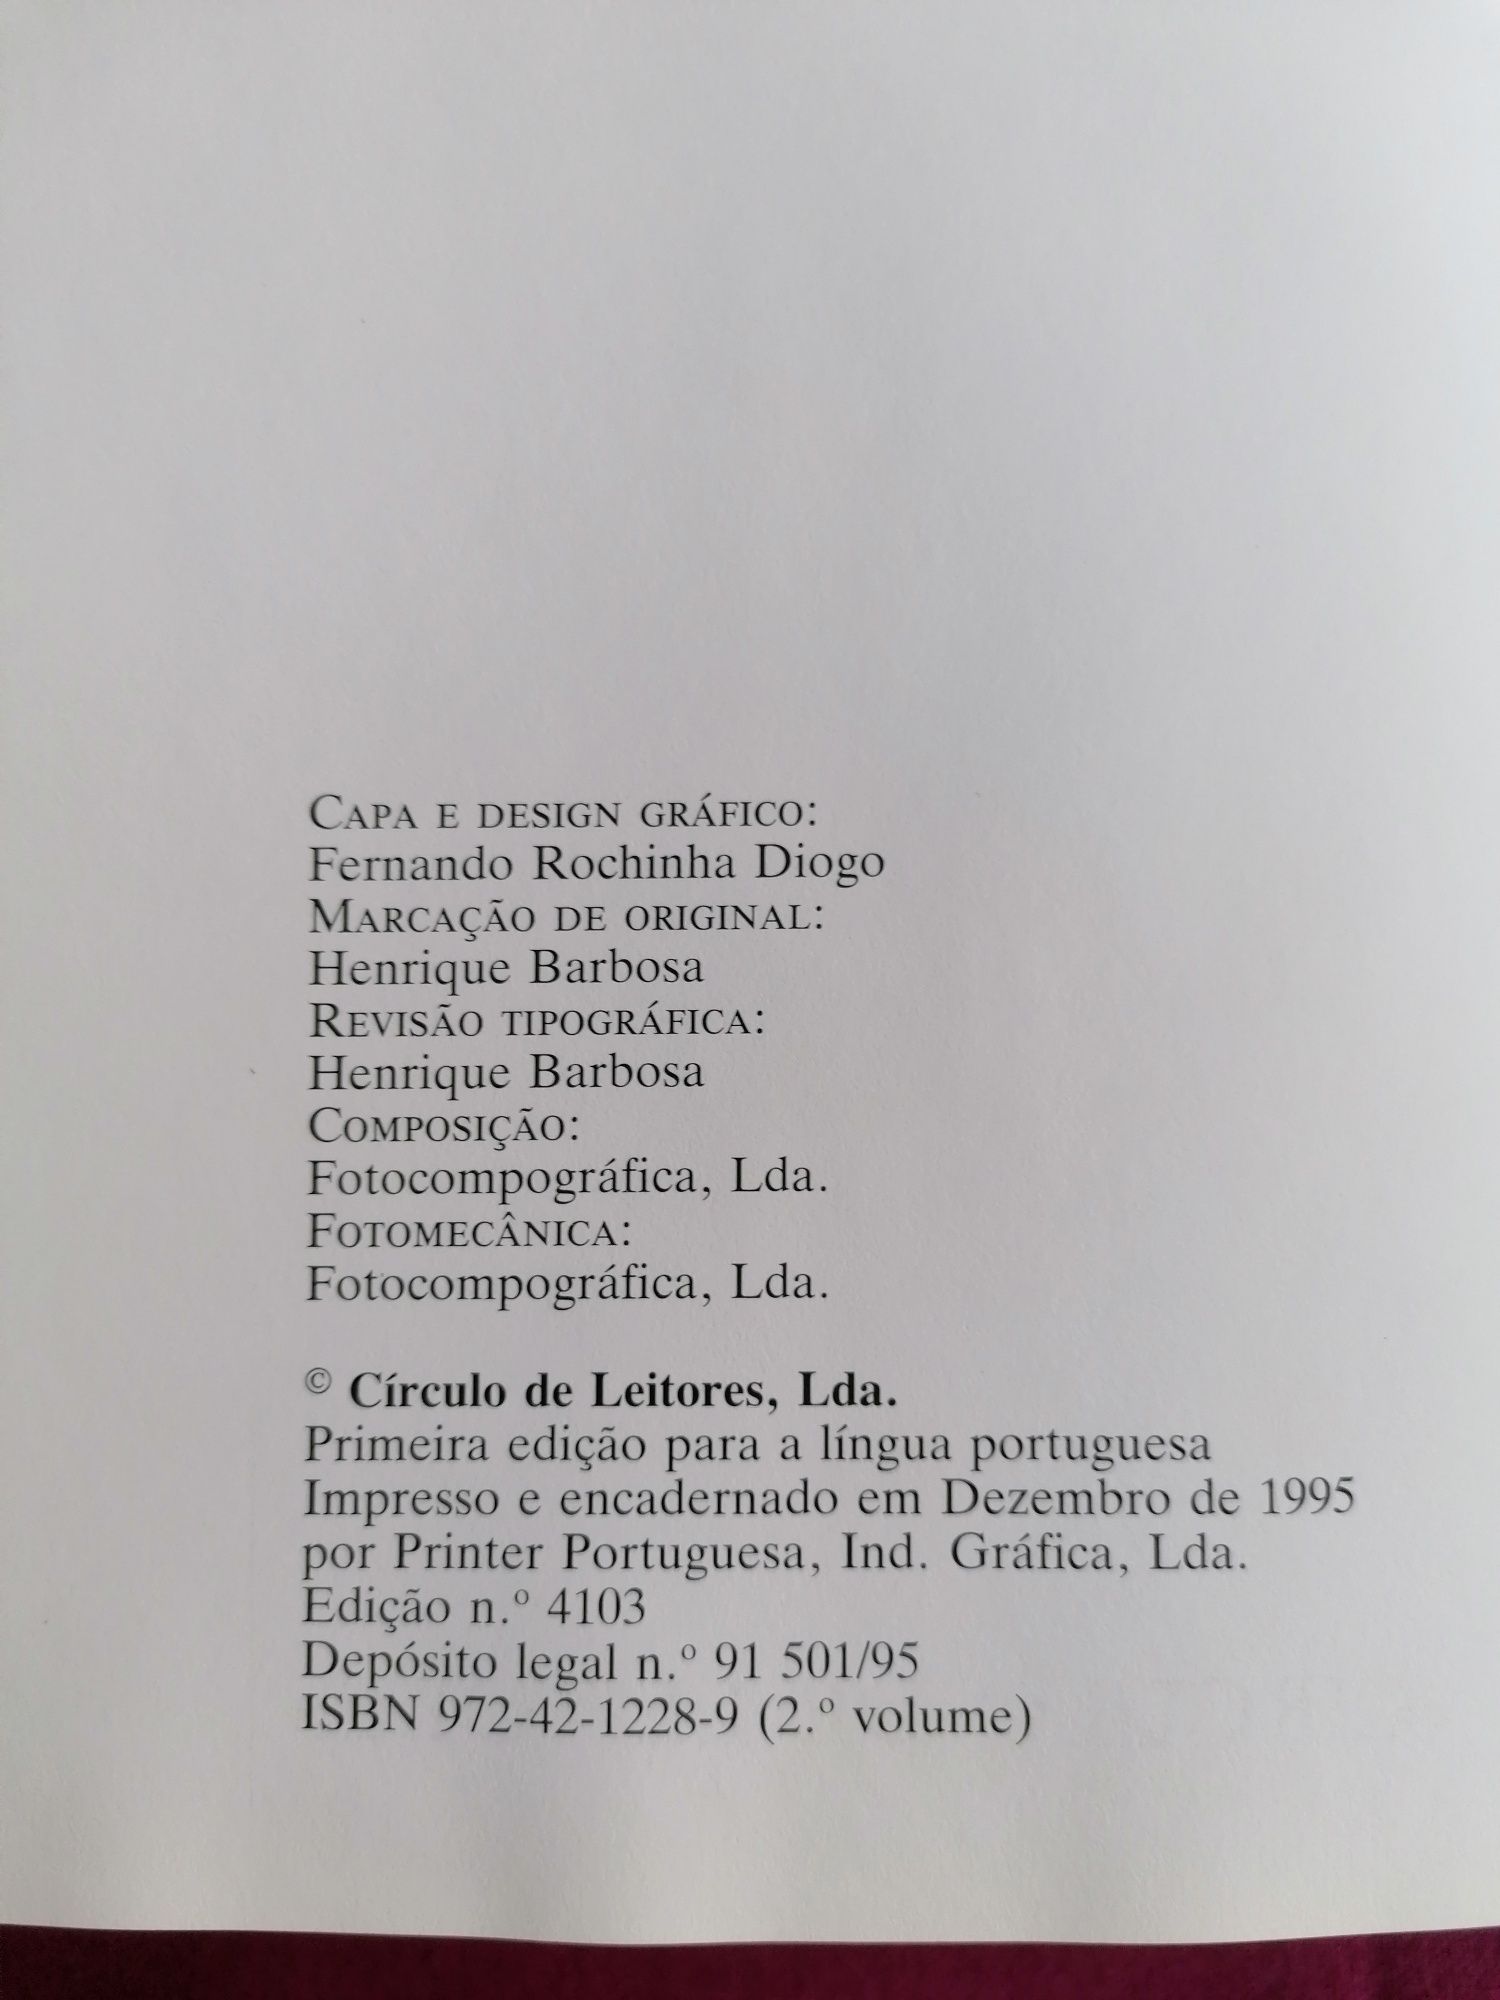 CAPA E DESIGN GRÁFICO:
Fernando Rochinha Diogo
MARCAÇÃO DE ORIGINAL:
Henrique Barbosa
REVISÃO TIPOGRÁFICA:
Henrique Barbosa
COMPOSIÇÃO:
Fotocompográfica, Lda.
FOTOMECÂNICA:
Fotocompográfica, Lda.
© Círculo de Leitores, Lda.
Primeira edição para a língua portuguesa
Impresso e encadernado em Dezembro de 1995
por Printer Portuguesa, Ind. Gráfica, Lda.
Edição n.º 4103
Depósito legal n.º 91 501/95
ISBN 972-42-1228-9 (2.º volume)